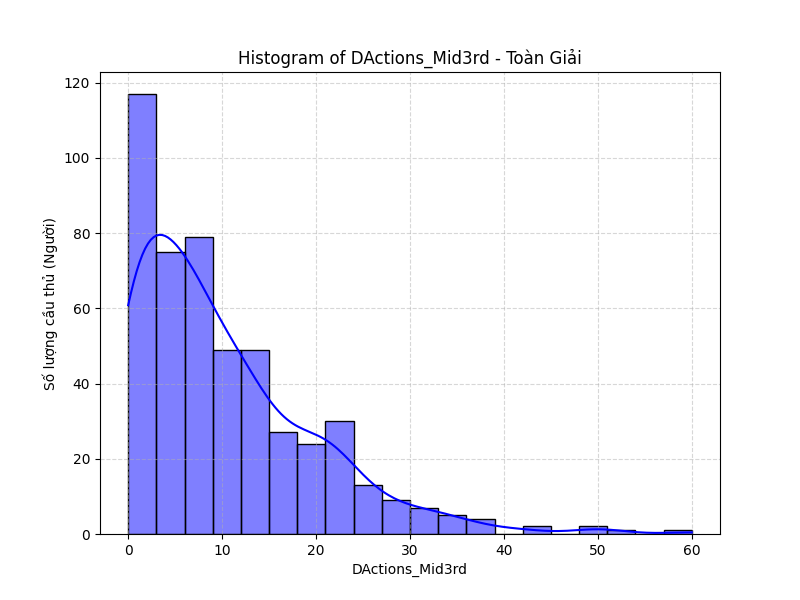 Histogram of DActions_Mid3rd - Toàn Giải
120
100
80
60
40
20
0
Số lượng cầu thủ (Người)
0 10 20 30 40 50 60
DActions_Mid3rd